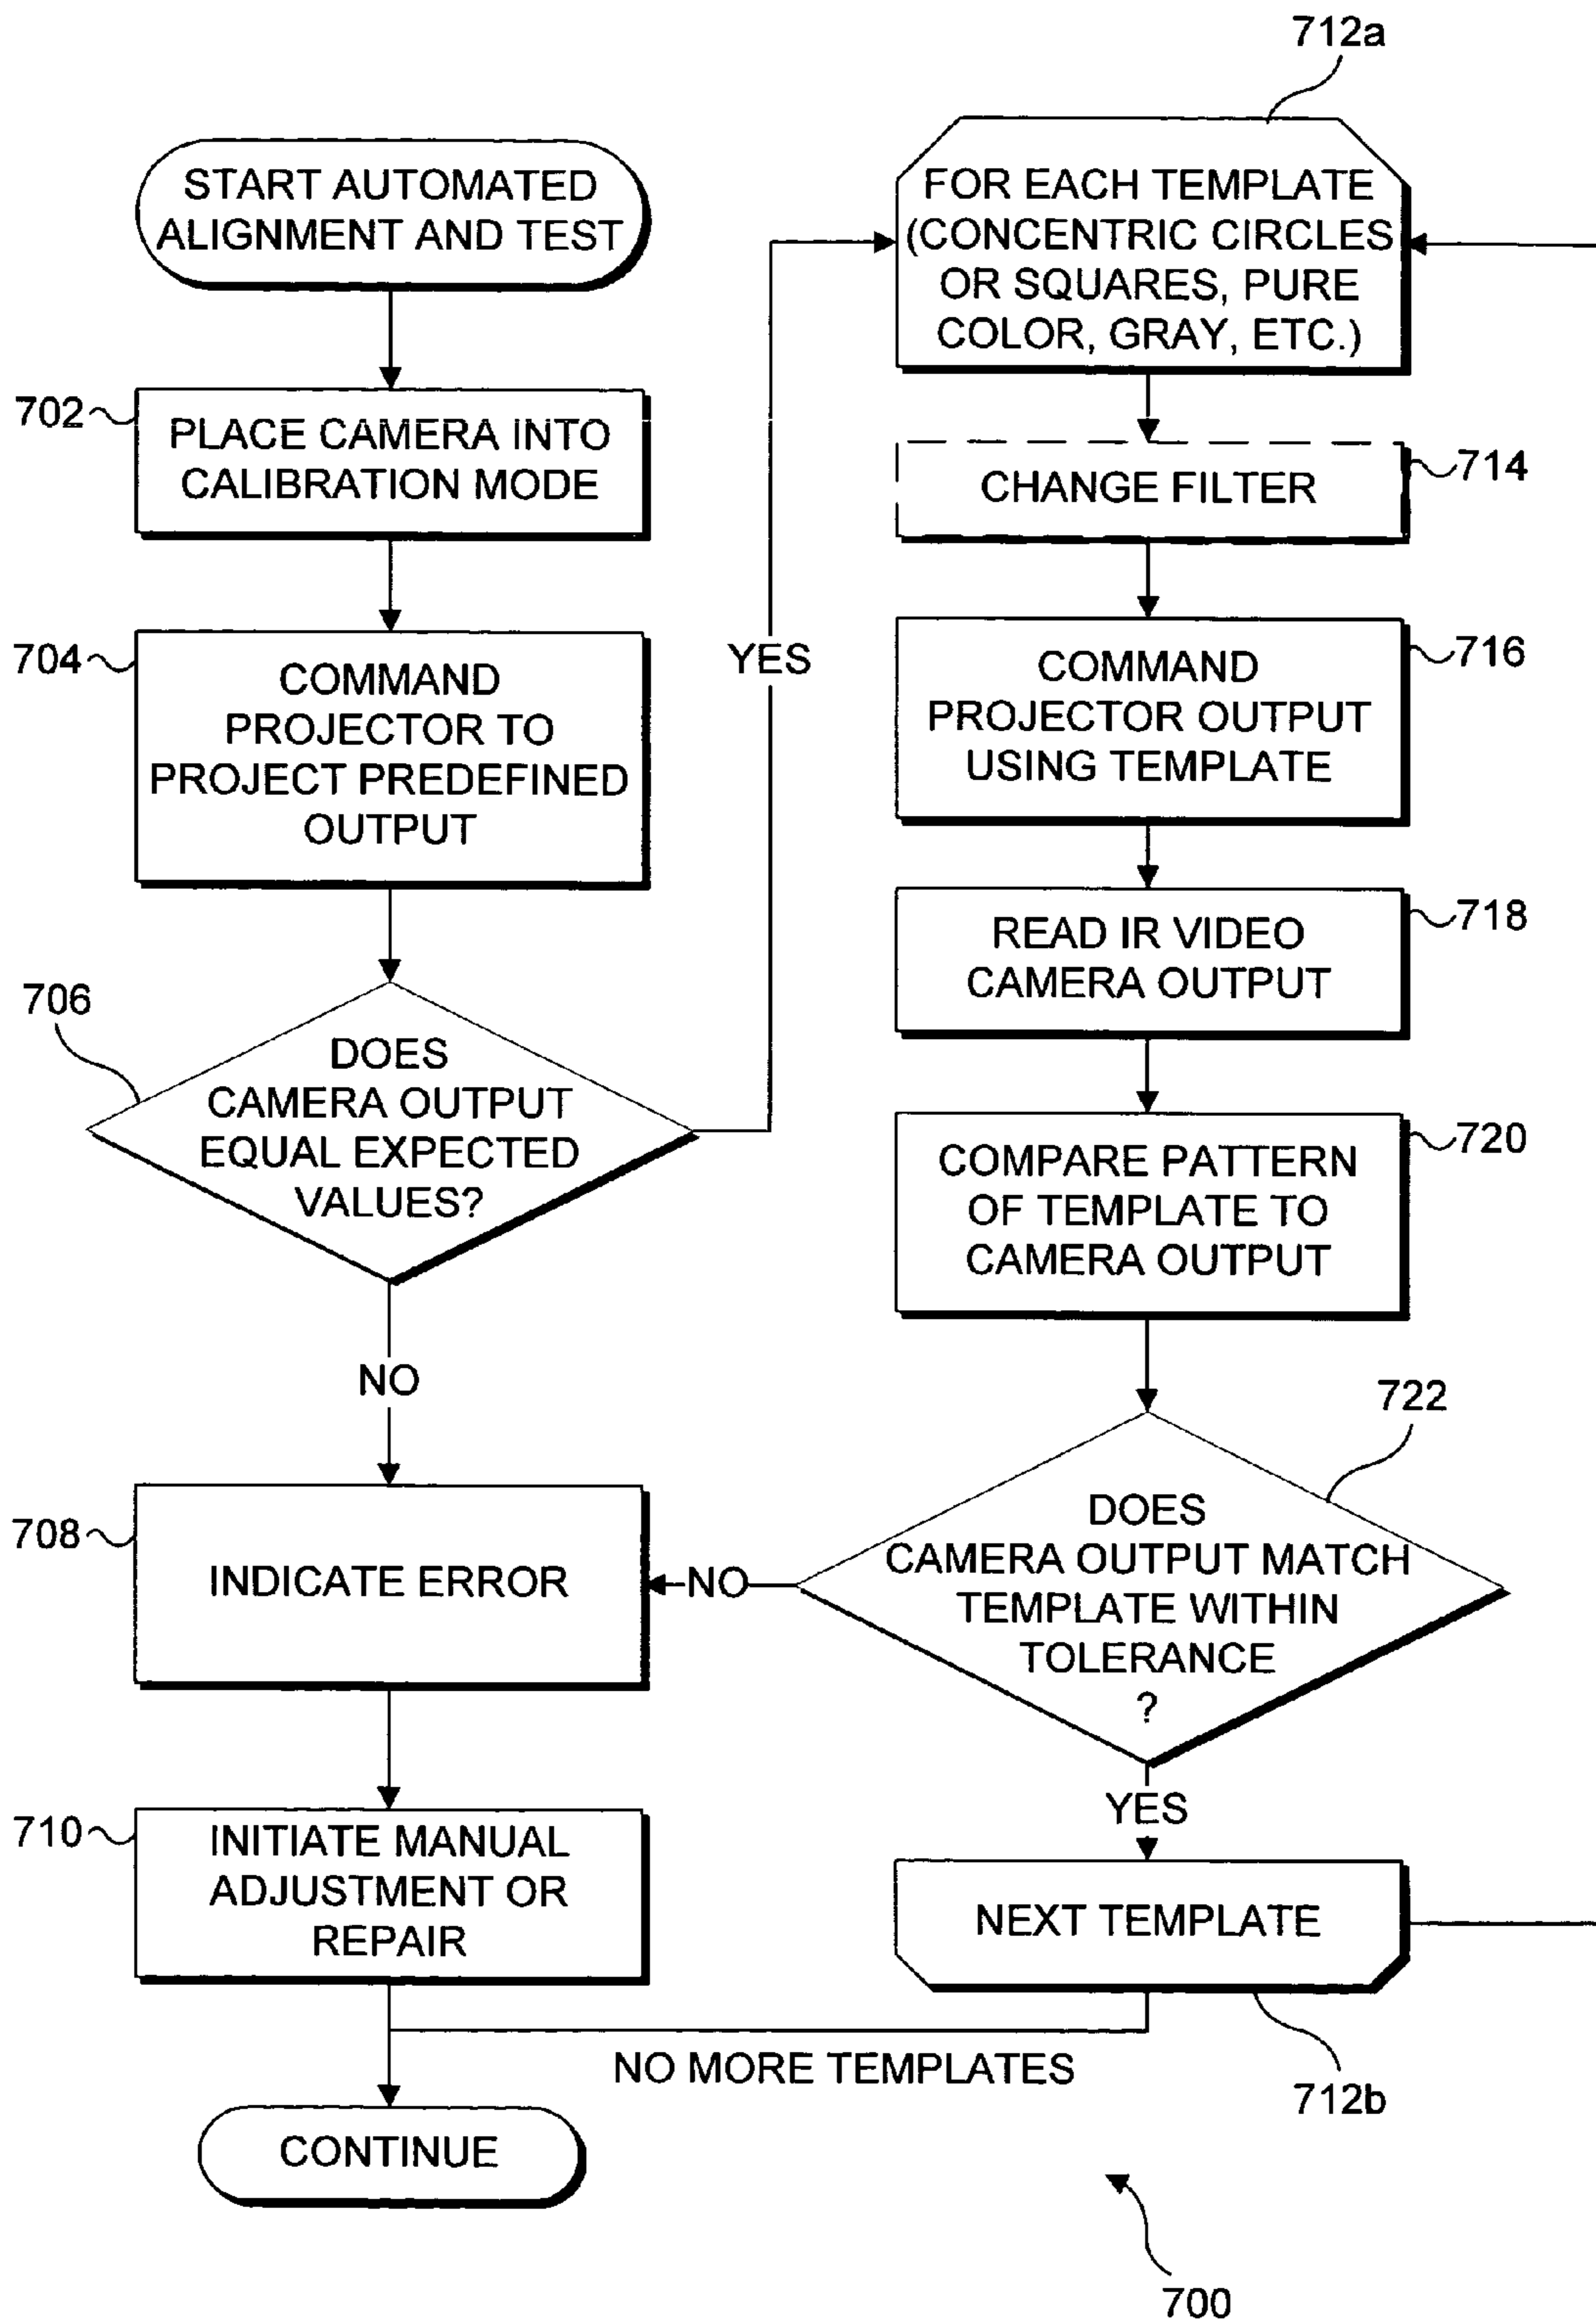 START AUTOMATED
ALIGNMENT AND TEST
702
PLACE CAMERA INTO
CALIBRATION MODE
704
COMMAND
PROJECTOR TO
PROJECT PREDEFINED
OUTPUT
706
DOES
CAMERA OUTPUT
EQUAL EXPECTED
VALUES?
YES
NO
708
INDICATE ERROR
710
INITIATE MANUAL
ADJUSTMENT OR
REPAIR
CONTINUE
712a
FOR EACH TEMPLATE
(CONCENTRIC CIRCLES
OR SQUARES, PURE
COLOR, GRAY, ETC.)
CHANGE FILTER
714
COMMAND
PROJECTOR OUTPUT
USING TEMPLATE
716
READ IR VIDEO
CAMERA OUTPUT
718
COMPARE PATTERN
OF TEMPLATE TO
CAMERA OUTPUT
720
722
DOES
CAMERA OUTPUT MATCH
TEMPLATE WITHIN
TOLERANCE
?
NO
YES
NEXT TEMPLATE
NO MORE TEMPLATES
712b
700